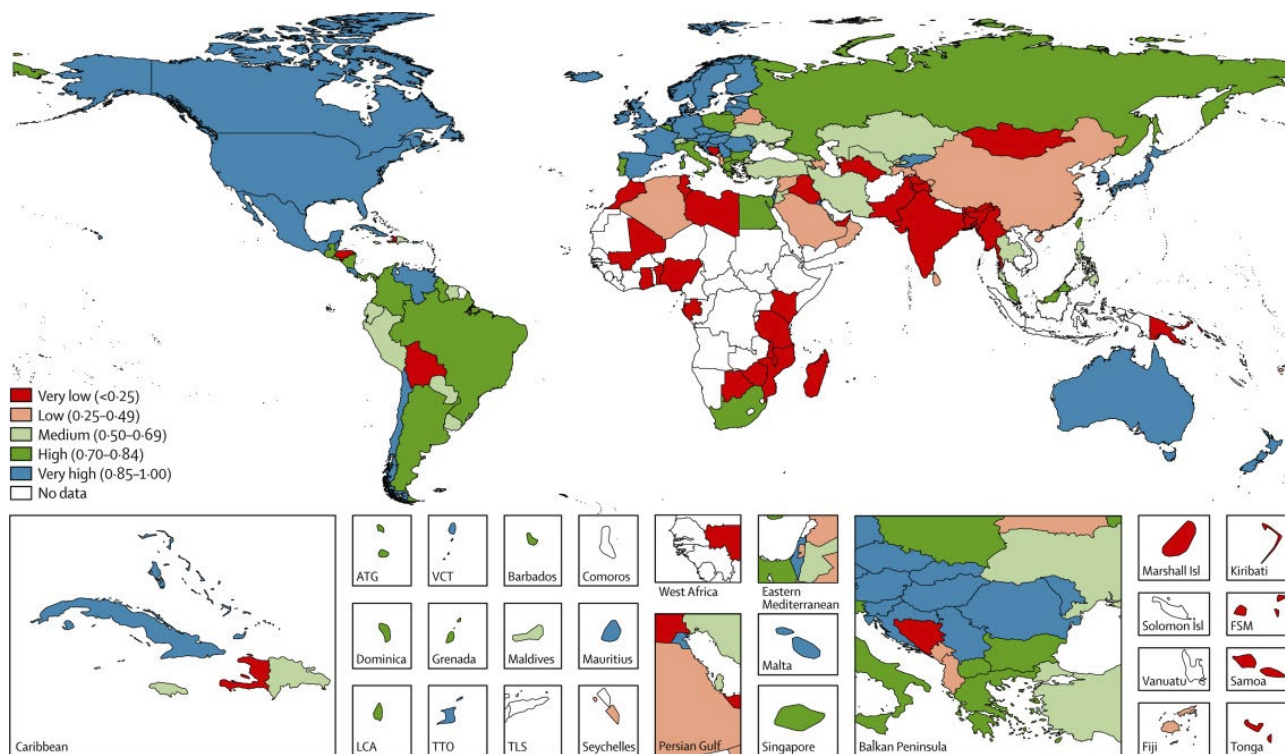 Very low (<0·25)
Low (0·25–0·49)
Medium (0·50–0·69)
High (0·70–0·84)
Very high (0·85–1·00)
No data
Caribbean
ATG
VCT
Barbados
Comoros
Dominica
Grenada
Maldives
Mauritius
LCA
TTO
TLS
Seychelles
West Africa
Eastern
Mediterranean
Persian Gulf
Malta
Singapore
Balkan Peninsula
Marshall Isl
Kiribati
Solomon Isl
FSM
Vanuatu
Samoa
Fiji
Tonga